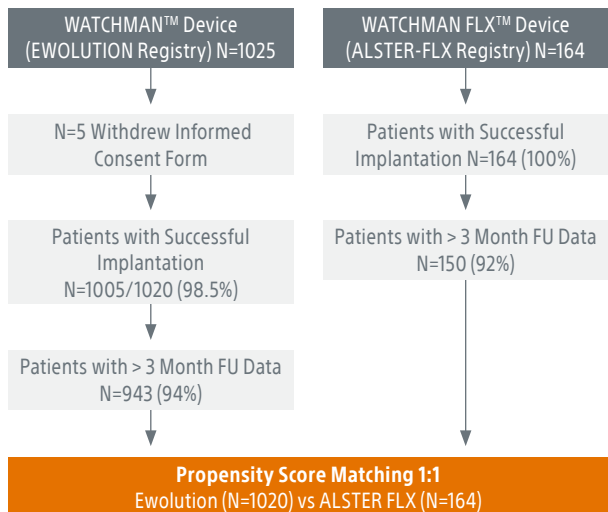 WATCHMAN™ Device
(EWOLUTION Registry) N=1025
WATCHMAN FLX™ Device
(ALSTER-FLX Registry) N=164
N=5 Withdrew Informed
Consent Form
Patients with Successful
Implantation N=164 (100%)
Patients with Successful
Implantation
N=1005/1020 (98.5%)
Patients with > 3 Month FU Data
N=150 (92%)
Patients with > 3 Month FU Data
N=943 (94%)
Propensity Score Matching 1:1
Ewolution (N=1020) vs ALSTER FLX (N=164)